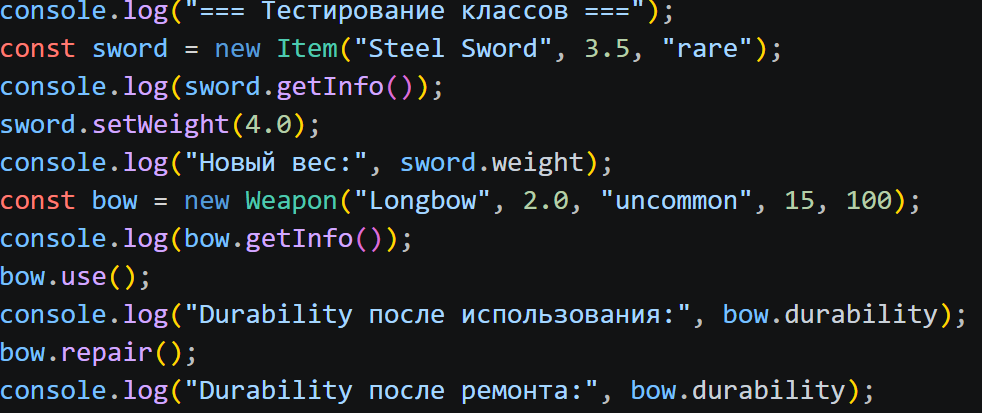 console.log("=== Тестирование классов ===");
const sword = new Item("Steel Sword", 3.5, "rare");
console.log(sword.getInfo());
sword.setWeight(4.0);
console.log("Новый вес:", sword.weight);
const bow = new Weapon("Longbow", 2.0, "uncommon", 15, 100);
console.log(bow.getInfo());
bow.use();
console.log("Durability после использования:", bow.durability);
bow.repair();
console.log("Durability после ремонта:", bow.durability);